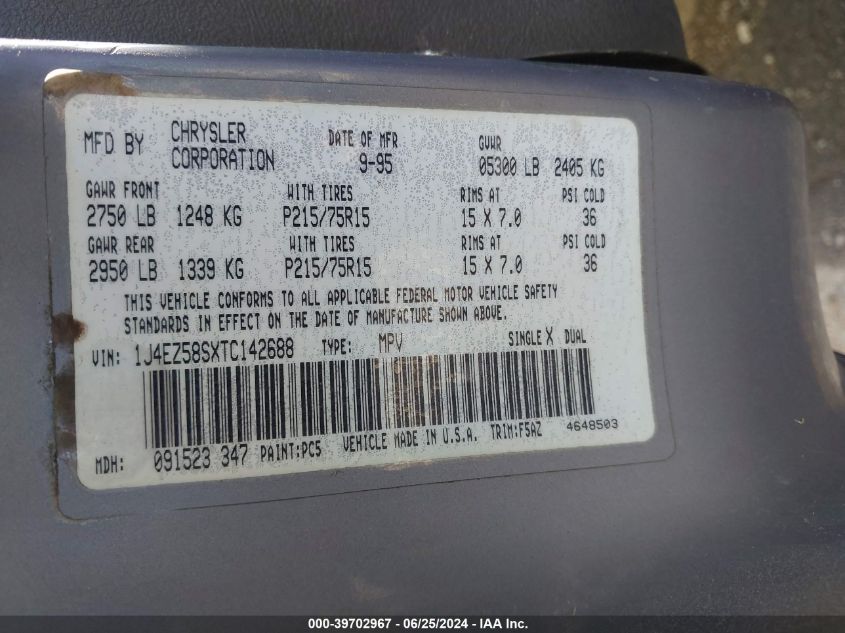 MFD BY CHRYSLER CORPORATION DATE OF MFR 9-95 GVWR 05300 LB 2405 KG
GAWR FRONT WITH TIRES RIMS AT PSI COLD
2750 LB 1248 KG P215/75R15 15 X 7.0 36
GAWR REAR WITH TIRES RIMS AT PSI COLD
2950 LB 1339 KG P215/75R15 15 X 7.0 36
THIS VEHICLE CONFORMS TO ALL APPLICABLE FEDERAL MOTOR VEHICLE SAFETY
STANDARDS IN EFFECT ON THE DATE OF MANUFACTURE SHOWN ABOVE.
VIN: 1J4EZ58SXTC142688 TYPE: MPV SINGLE X DUAL
MDH: 091523 347 PAINT:PC5 VEHICLE MADE IN U.S.A. TRIM:F5AZ 4648503
000-39702967 - 06/25/2024 - IAA Inc.